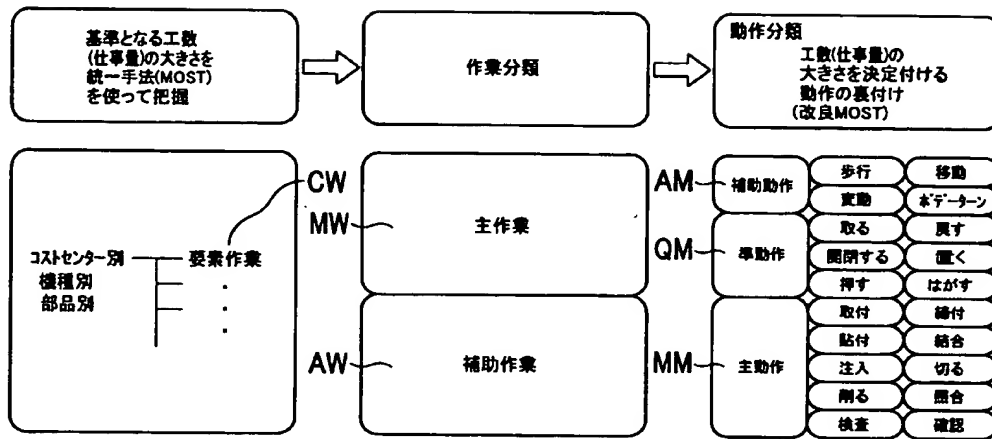 基準となる工数
(仕事量)の大きさを
統一手法(MOST)
を使って把握
作業分類
動作分類
工数(仕事量)の
大きさを決定付ける
動作の裏付け
(改良MOST)
コストセンター別
機種別
部品別
要素作業
CW
MW
主作業
AW
補助作業
AM
補助動作
歩行
移動
変動
ボデーターン
QM
準動作
取る
戻す
開閉する
置く
押す
はがす
MM
主動作
取付
締付
貼付
結合
注入
切る
削る
照合
検査
確認